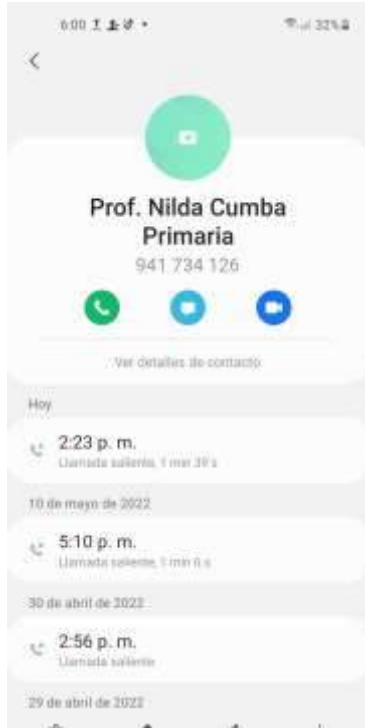 6:00
32%
Prof. Nilda Cumba
Primaria
941 734 126
Ver detalles de contacto
Hoy
2:23 p. m.
Llamada saliente, 1 min 39 s
10 de mayo de 2022
5:10 p. m.
Llamada saliente, 1 min 6 s
30 de abril de 2022
2:56 p. m.
Llamada saliente
29 de abril de 2022